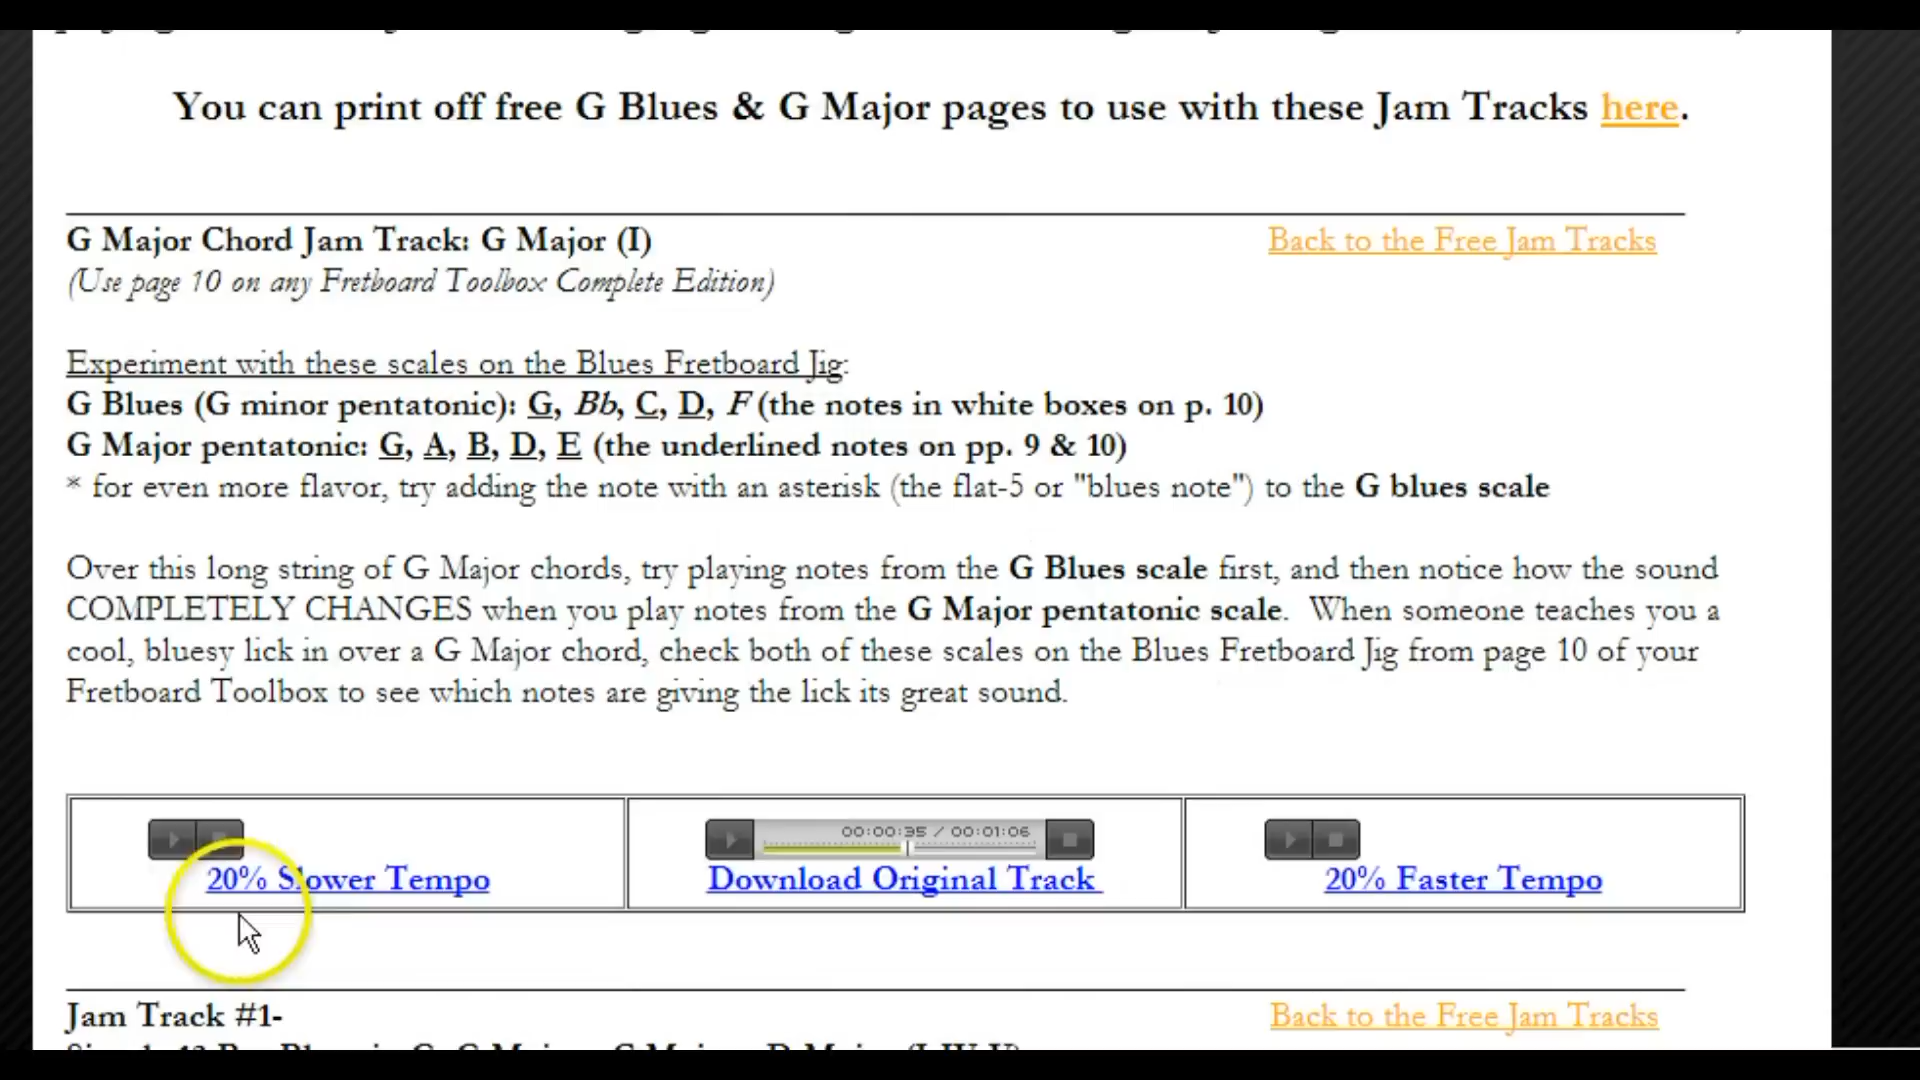 You can print off free G Blues & G Major pages to use with these Jam Tracks here.
G Major Chord Jam Track: G Major (I)
Back to the Free Jam Tracks
(Use page 10 on any Fretboard Toolbox Complete Edition)
Experiment with these scales on the Blues Fretboard Jig:
G Blues (G minor pentatonic): G, Bb, C, D, F (the notes in white boxes on p. 10)
G Major pentatonic: G, A, B, D, E (the underlined notes on pp. 9 & 10)
* for even more flavor, try adding the note with an asterisk (the flat-5 or "blues note") to the G blues scale
Over this long string of G Major chords, try playing notes from the G Blues scale first, and then notice how the sound
COMPLETELY CHANGES when you play notes from the G Major pentatonic scale. When someone teaches you a
cool, bluesy lick in over a G Major chord, check both of these scales on the Blues Fretboard Jig from page 10 of your
Fretboard Toolbox to see which notes are giving the lick its great sound.
00:00:35 / 00:01:06
20% Slower Tempo
Download Original Track
20% Faster Tempo
Jam Track #1-
Back to the Free Jam Tracks